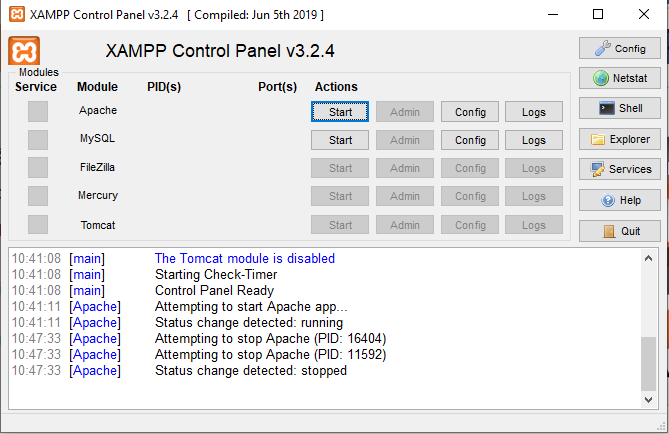 XAMPP Control Panel v3.2.4 [ Compiled: Jun 5th 2019 ]
XAMPP Control Panel v3.2.4
Config
Modules
Service Module PID(s) Port(s) Actions
Netstat
Apache Start Admin Config Logs
Shell
MySQL Start Admin Config Logs
Explorer
FileZilla Start Admin Config Logs
Services
Mercury Start Admin Config Logs
Help
Tomcat Start Admin Config Logs
Quit
10:41:08 [main] The Tomcat module is disabled
10:41:08 [main] Starting Check-Timer
10:41:08 [main] Control Panel Ready
10:41:11 [Apache] Attempting to start Apache app...
10:41:11 [Apache] Status change detected: running
10:47:33 [Apache] Attempting to stop Apache (PID: 16404)
10:47:33 [Apache] Attempting to stop Apache (PID: 11592)
10:47:33 [Apache] Status change detected: stopped